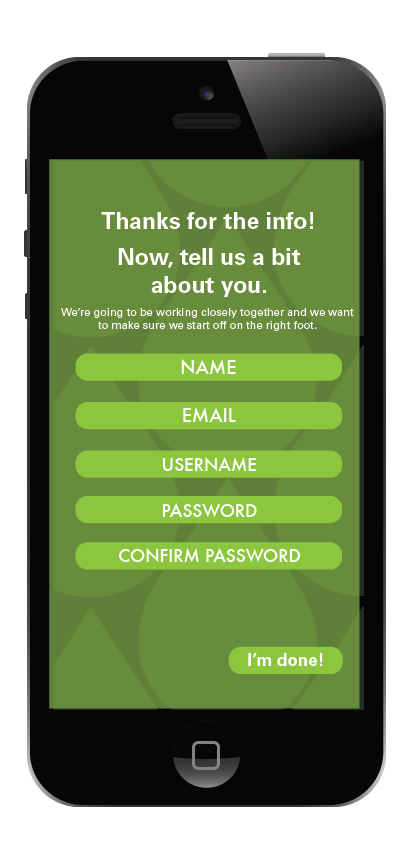 Thanks for the info!
Now, tell us a bit
about you.
We're going to be working closely together and we want
to make sure we start off on the right foot.
NAME
EMAIL
USERNAME
PASSWORD
CONFIRM PASSWORD
I'm done!